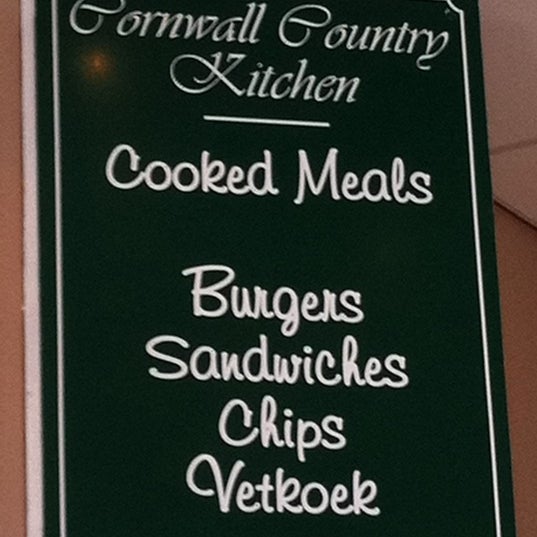 Cornwall Country
Kitchen
Cooked Meals
Burgers
Sandwiches
Chips
Vetkoek